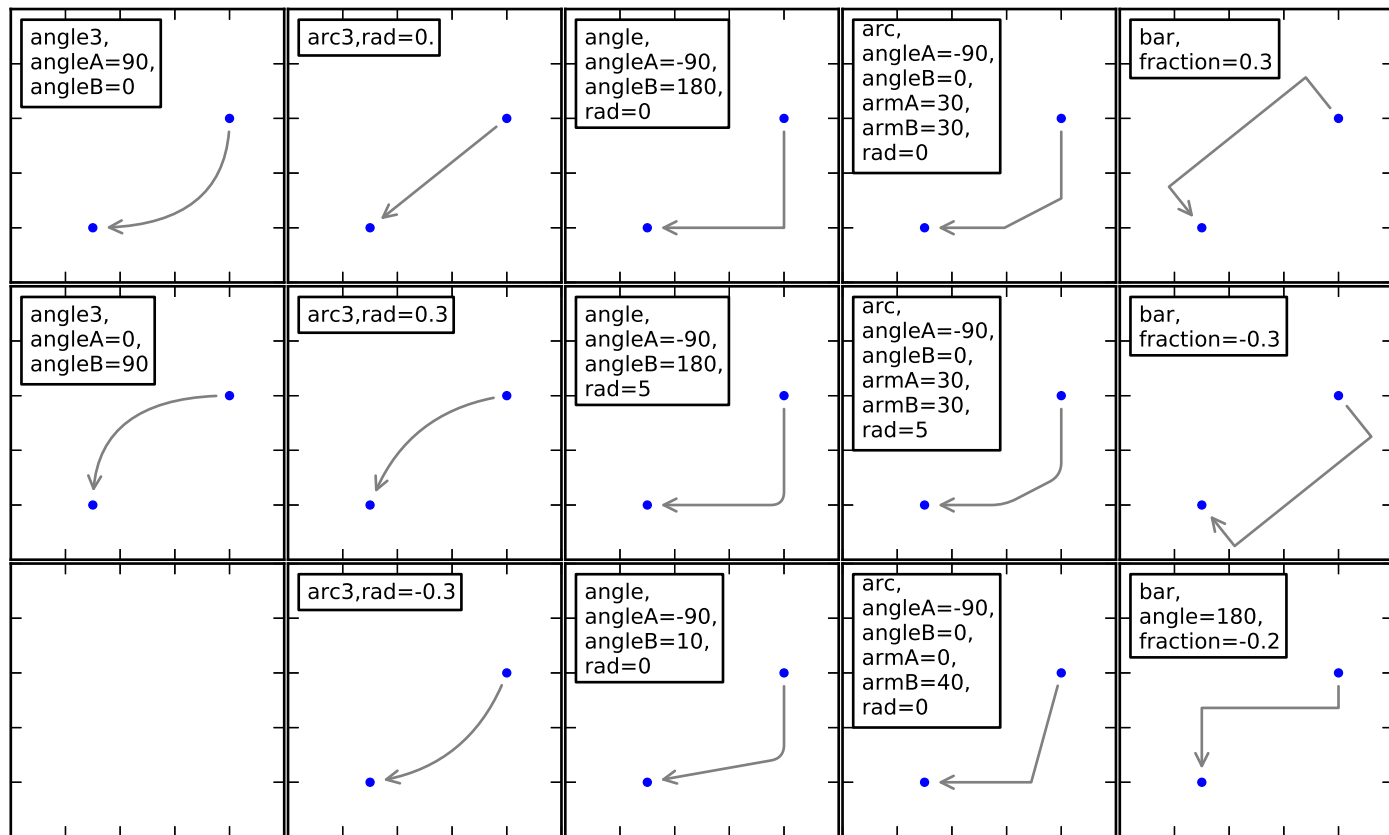 angle3,
angleA=90,
angleB=0
arc3,rad=0.
angle,
angleA=-90,
angleB=180,
rad=0
arc,
angleA=-90,
angleB=0,
armA=30,
armB=30,
rad=0
bar,
fraction=0.3
angle3,
angleA=0,
angleB=90
arc3,rad=0.3
angle,
angleA=-90,
angleB=180,
rad=5
arc,
angleA=-90,
angleB=0,
armA=30,
armB=30,
rad=5
bar,
fraction=-0.3
arc3,rad=-0.3
angle,
angleA=-90,
angleB=10,
rad=0
arc,
angleA=-90,
angleB=0,
armA=0,
armB=40,
rad=0
bar,
angle=180,
fraction=-0.2